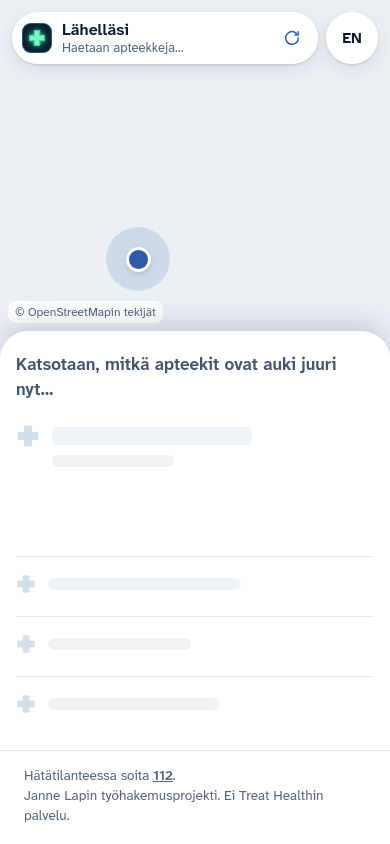 Lähelläsi
Haetaan apteekkeja...
EN
© OpenStreetMapin tekijät
Katsotaan, mitkä apteekit ovat auki juuri
nyt...
Hätätilanteessa soita 112.
Janne Lapin työhakemusprojekti. Ei Treat Healthin
palvelu.